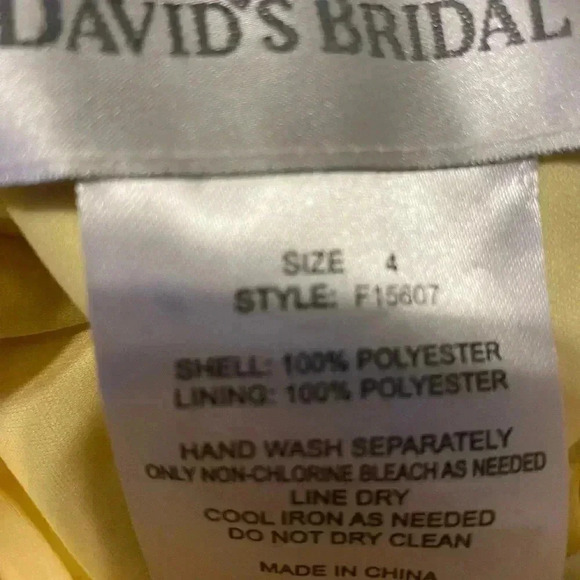 DAVID'S BRIDAL
SIZE 4
STYLE: F15607
SHELL: 100% POLYESTER
LINING: 100% POLYESTER
HAND WASH SEPARATELY
ONLY NON-CHLORINE BLEACH AS NEEDED
LINE DRY
COOL IRON AS NEEDED
DO NOT DRY CLEAN
MADE IN CHINA